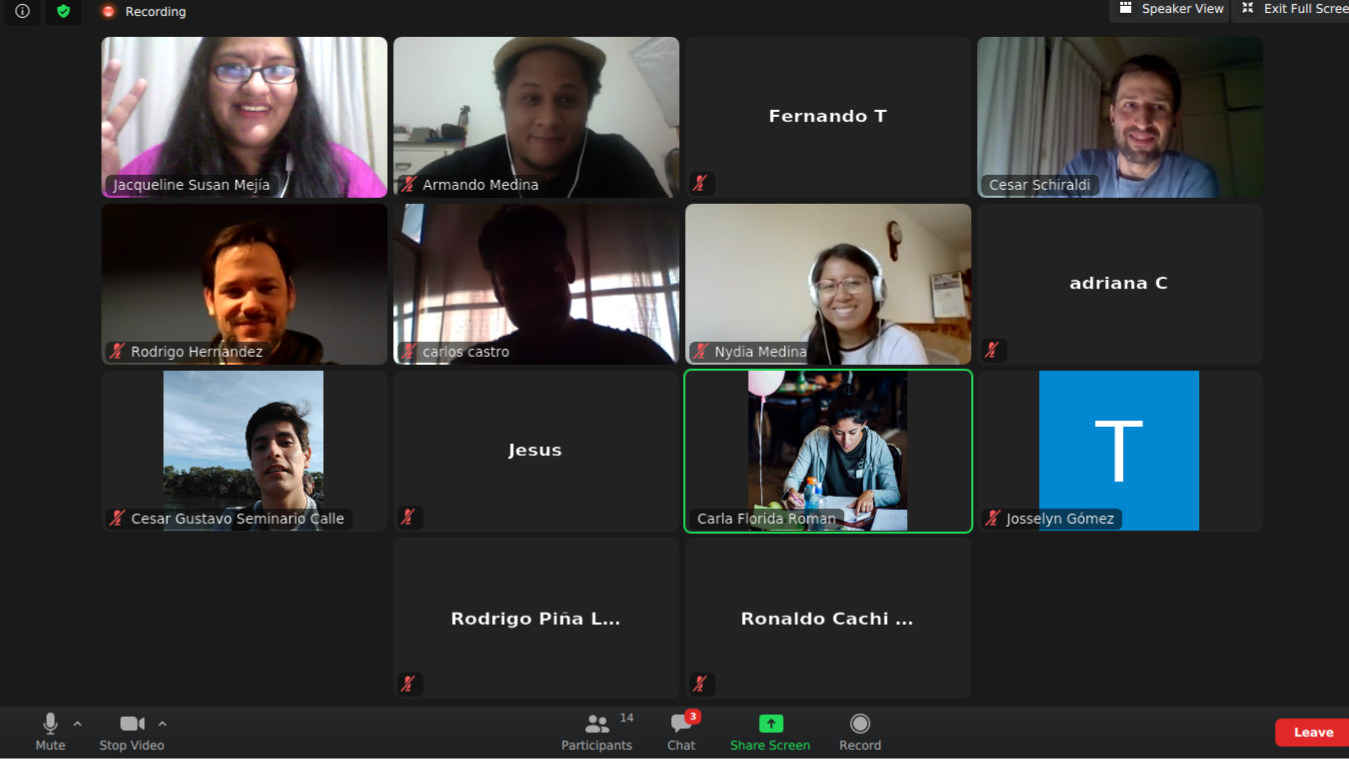 Recording
Speaker View
Exit Full Scree
Jacqueline Susan Mejía
Armando Medina
Fernando T
Cesar Schiraldi
Rodrigo Hernández
carlos castro
Nydia Medina
adriana C
Cesar Gustavo Seminario Calle
Jesus
Carla Florida Roman
T
Josselyn Gómez
Rodrigo Piña L...
Ronaldo Cachi ...
Mute
Stop Video
Participants
14
Chat
3
Share Screen
Record
Leave